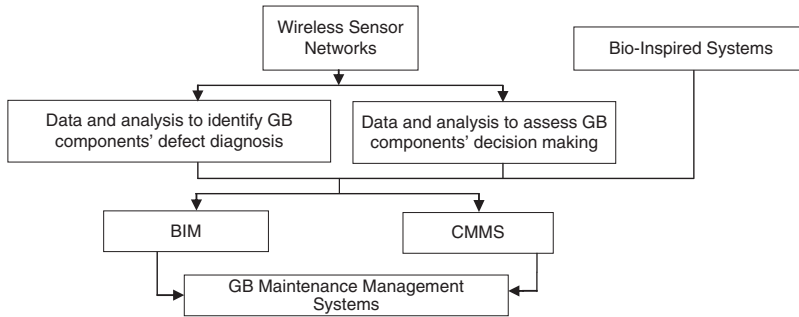 Wireless Sensor
Networks
Bio-Inspired Systems
Data and analysis to identify GB
components' defect diagnosis
Data and analysis to assess GB
components' decision making
BIM
CMMS
GB Maintenance Management
Systems